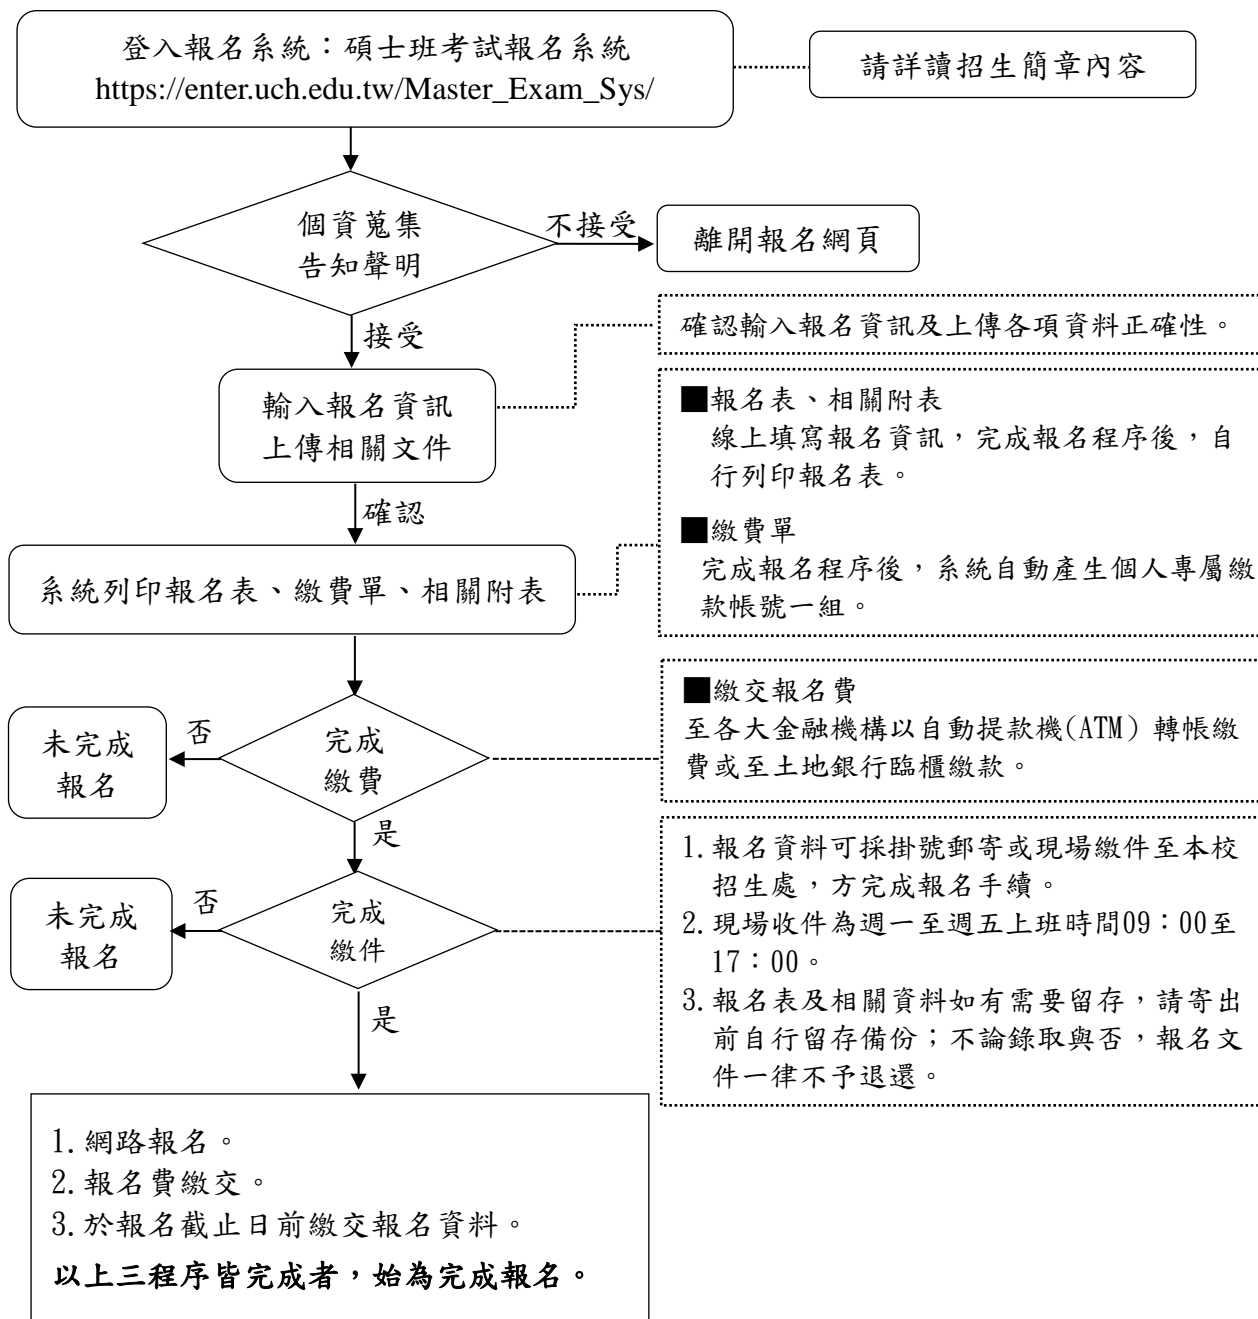 登入報名系統：碩士班考試報名系統
https://enter.uch.edu.tw/Master_Exam_Sys/
請詳讀招生簡章內容
個資蒐集
告知聲明
不接受
離開報名網頁
接受
確認輸入報名資訊及上傳各項資料正確性。
輸入報名資訊
上傳相關文件
■報名表、相關附表
線上填寫報名資訊，完成報名程序後，自
行列印報名表。
確認
■繳費單
完成報名程序後，系統自動產生個人專屬繳
款帳號一組。
系統列印報名表、繳費單、相關附表
■繳交報名費
至各大金融機構以自動提款機(ATM) 轉帳繳
費或至土地銀行臨櫃繳款。
完成
繳費
否
未完成
報名
是
1.報名資料可採掛號郵寄或現場繳件至本校
招生處，方完成報名手續。
2.現場收件為週一至週五上班時間09：00至
17：00。
3.報名表及相關資料如有需要留存，請寄出
前自行留存備份；不論錄取與否，報名文
件一律不予退還。
完成
繳件
否
未完成
報名
是
1.網路報名。
2.報名費繳交。
3.於報名截止日前繳交報名資料。
以上三程序皆完成者，始為完成報名。